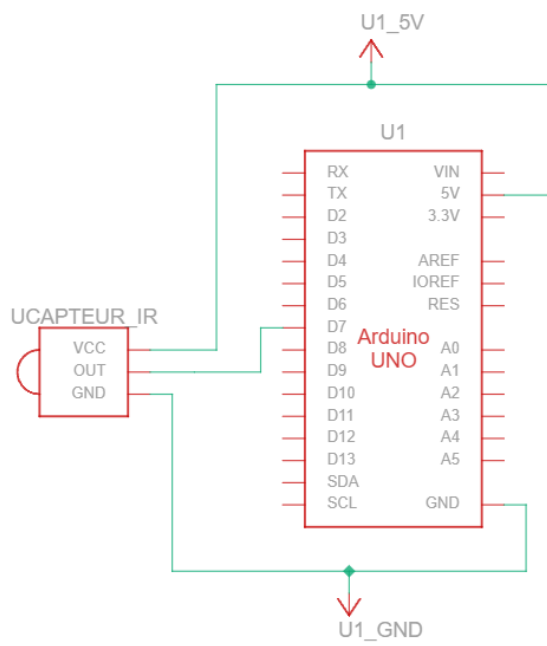 U1_5V
U1
RX
TX
D2
D3
D4
D5
D6
D7
D8
D9
D10
D11
D12
D13
SDA
SCL
VIN
5V
3.3V
AREF
IOREF
RES
A0
A1
A2
A3
A4
A5
GND
Arduino
UNO
UCAPTEUR_IR
VCC
OUT
GND
U1_GND